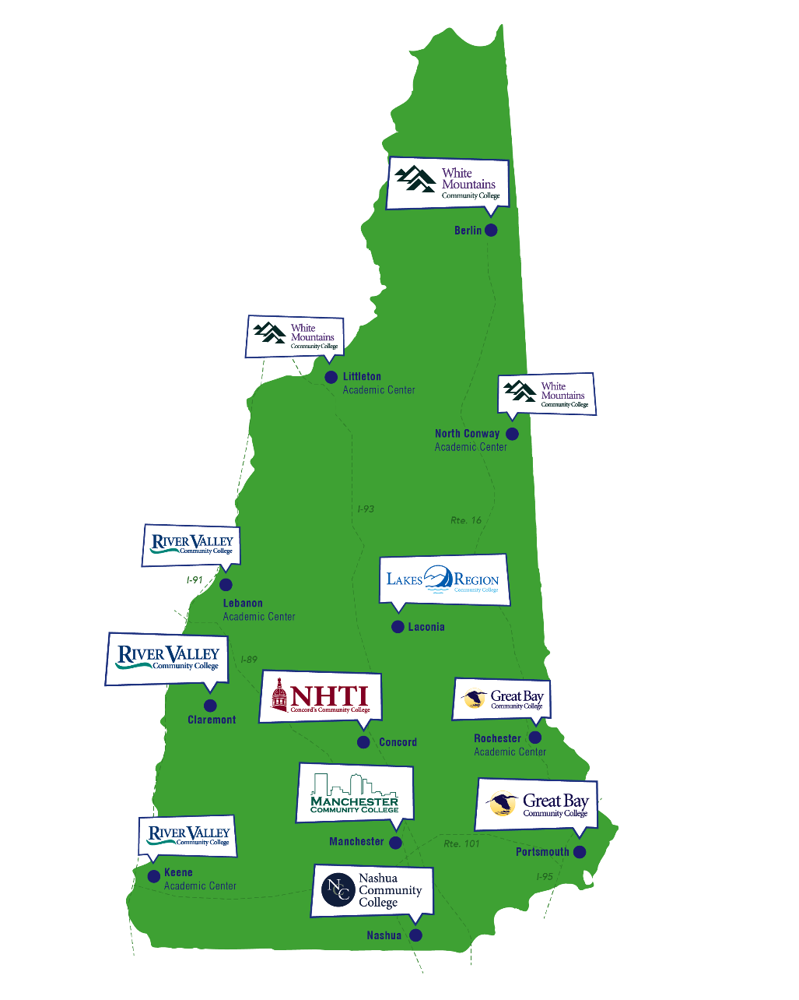 White
Mountains
Community College
Berlin
White
Mountains
Community College
Littleton
Academic Center
White
Mountains
Community College
North Conway
Academic Center
I-93
Rte. 16
RIVER VALLEY
Community College
I-91
Lebanon
Academic Center
LAKES REGION
Community College
Laconia
RIVER VALLEY
Community College
I-89
Claremont
NHTI
Concord's Community College
Concord
Great Bay
Community College
Rochester
Academic Center
MANCHESTER
COMMUNITY COLLEGE
Manchester
Great Bay
Community College
Portsmouth
Rte. 101
I-95
RIVER VALLEY
Community College
Keene
Academic Center
NCC
Nashua
Community
College
Nashua